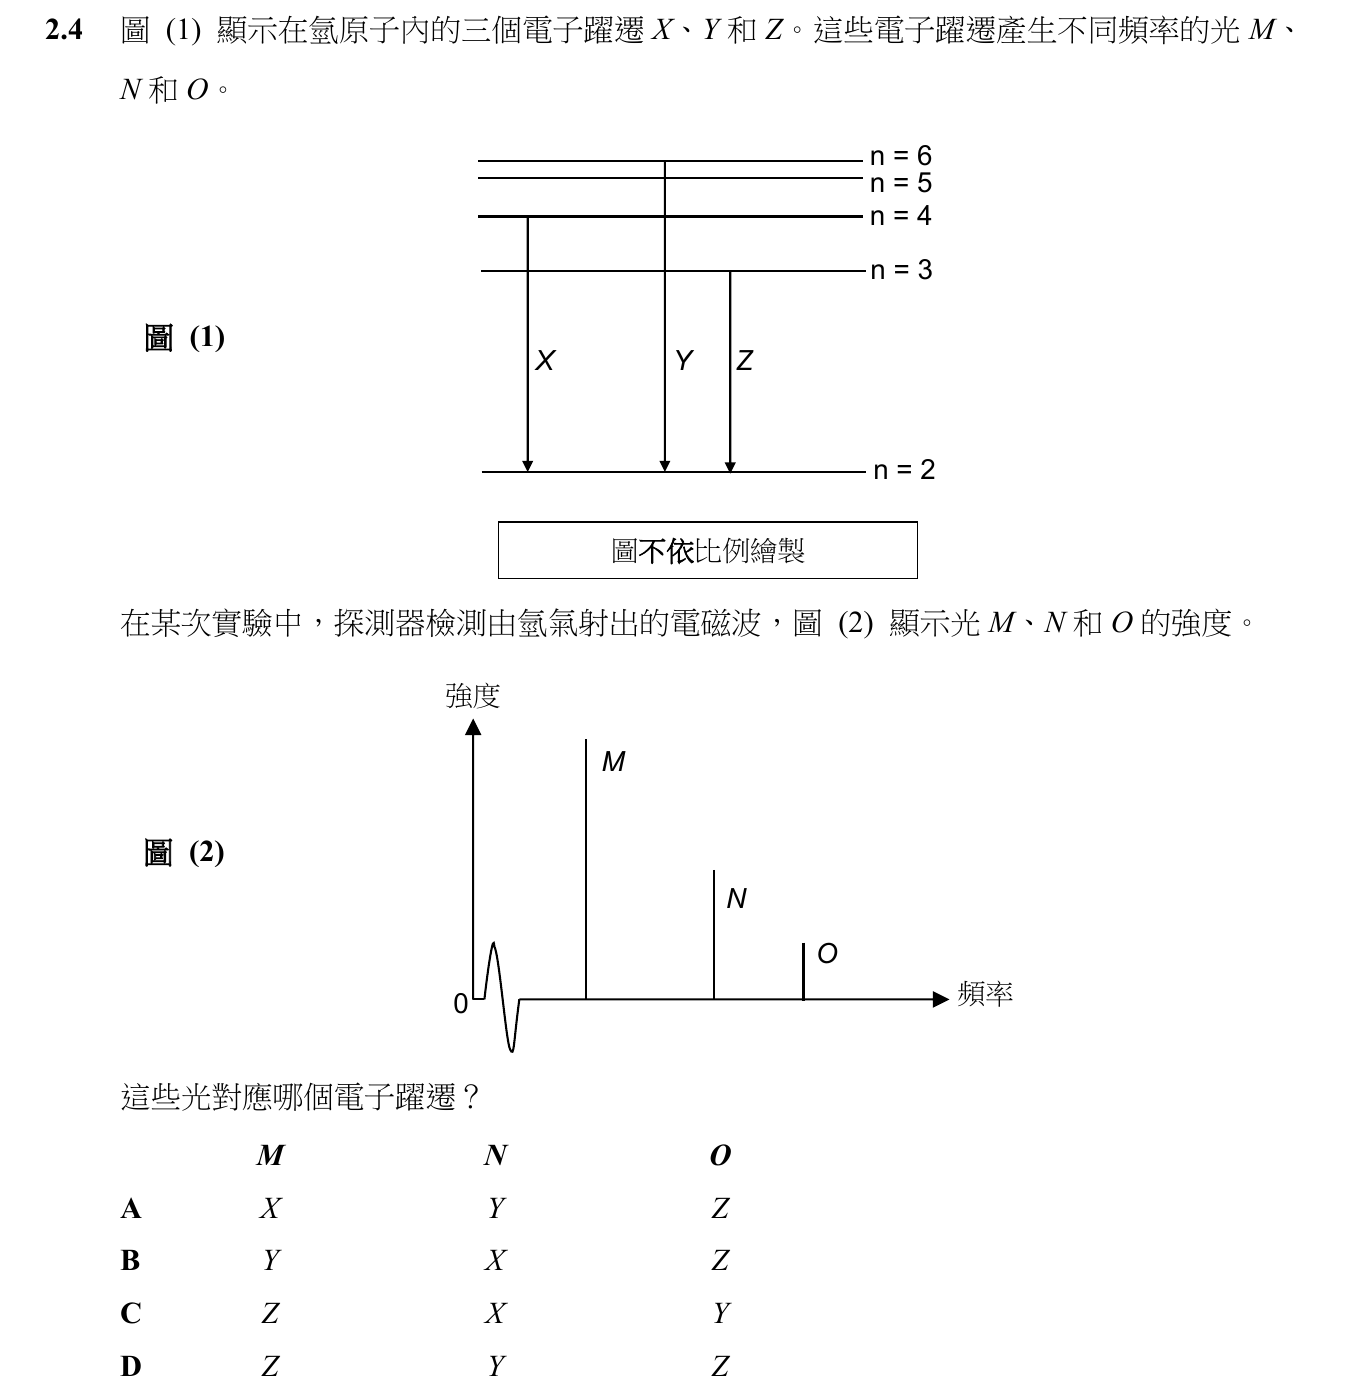 2.4 圖 (1) 顯示在氫原子內的三個電子躍遷 X、Y 和 Z。這些電子躍遷產生不同頻率的光 M、
N 和 O。
n = 6
n = 5
n = 4
n = 3
圖 (1)
X Y Z
n = 2
圖不依比例繪製
在某次實驗中，探測器檢測由氫氣射出的電磁波，圖 (2) 顯示光 M、N 和 O 的強度。
強度
M
圖 (2)
N
O
0
頻率
這些光對應哪個電子躍遷？
M N O
A X Y Z
B Y X Z
C Z X Y
D Z Y Z